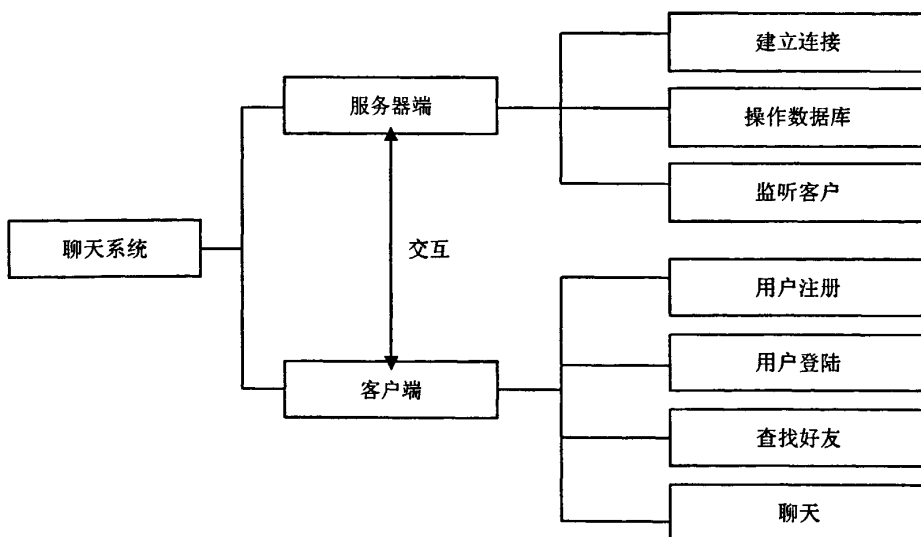 建立连接
服务器端
操作数据库
监听客户
聊天系统
交互
用户注册
用户登陆
客户端
查找好友
聊天